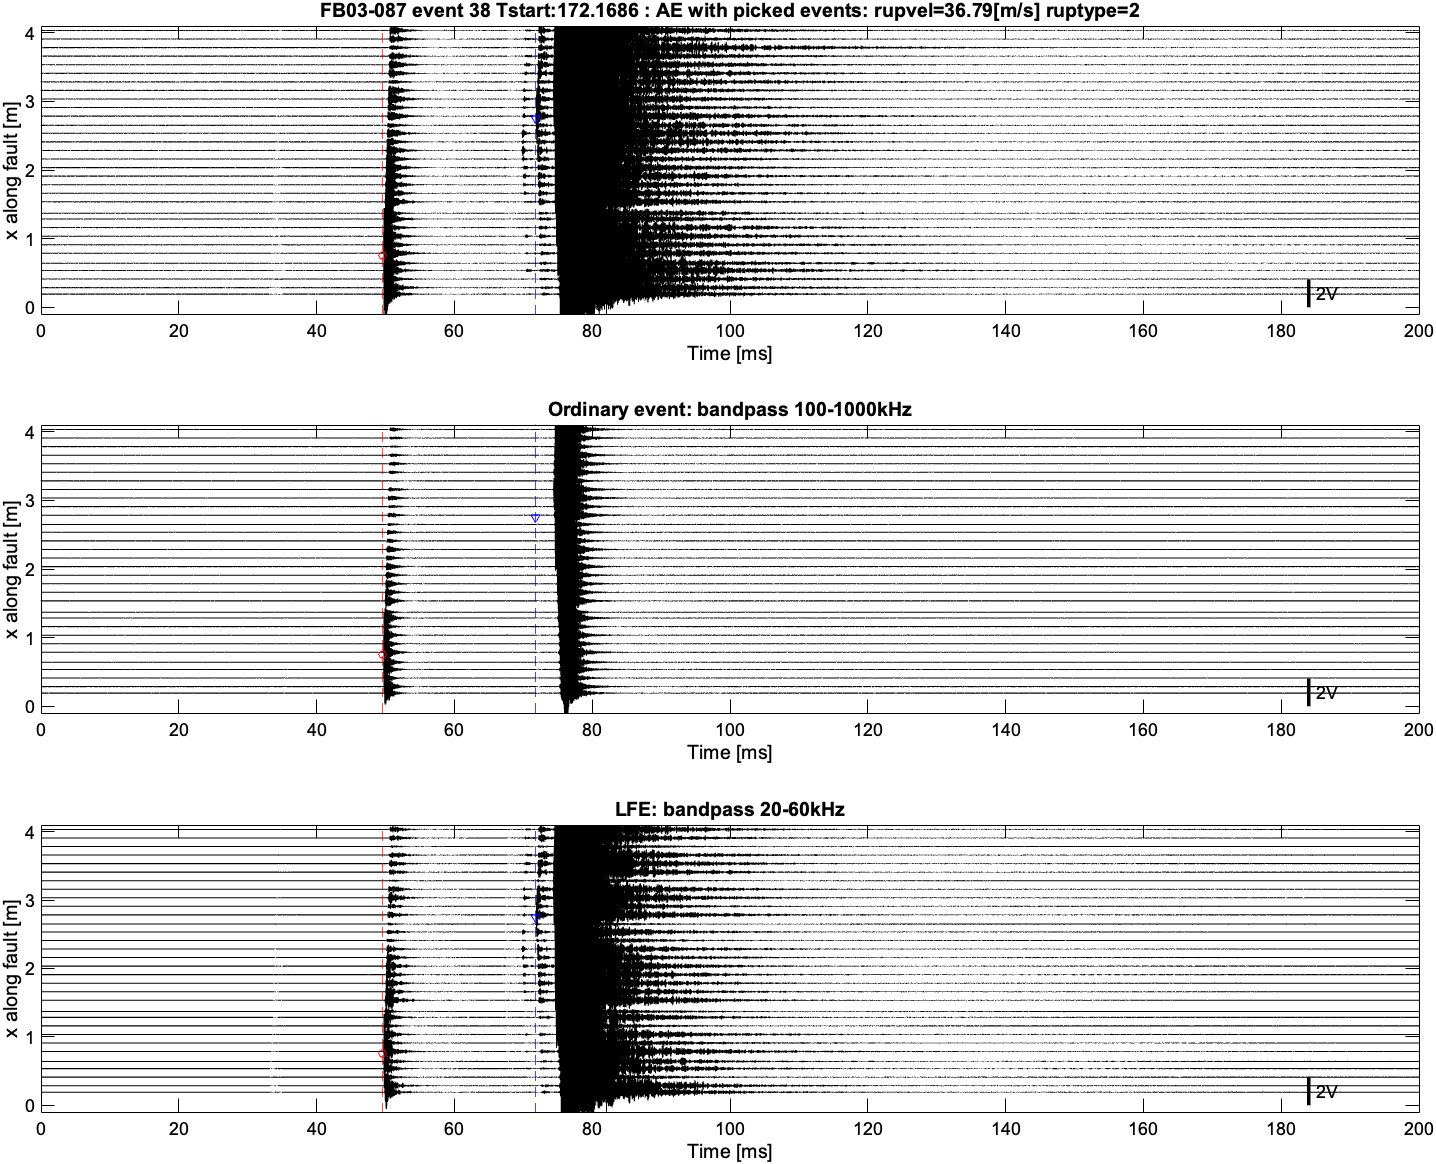 FB03-087 event 38 Tstart:172.1686 : AE with picked events: rupvel=36.79[m/s] ruptype=2
4
3
2
1
0
x along fault [m]
2V
0 20 40 60 80 100 120 140 160 180 200
Time [ms]
Ordinary event: bandpass 100-1000kHz
4
3
2
1
0
x along fault [m]
2V
0 20 40 60 80 100 120 140 160 180 200
Time [ms]
LFE: bandpass 20-60kHz
4
3
2
1
0
x along fault [m]
2V
0 20 40 60 80 100 120 140 160 180 200
Time [ms]